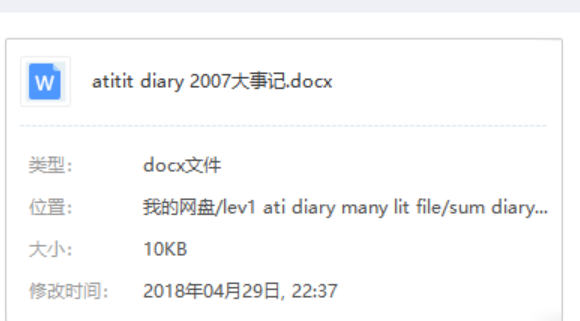 W
atitit diary 2007大事记.docx
类型： docx文件
位置： 我的网盘/lev1 ati diary many lit file/sum diary...
大小： 10KB
修改时间： 2018年04月29日, 22:37